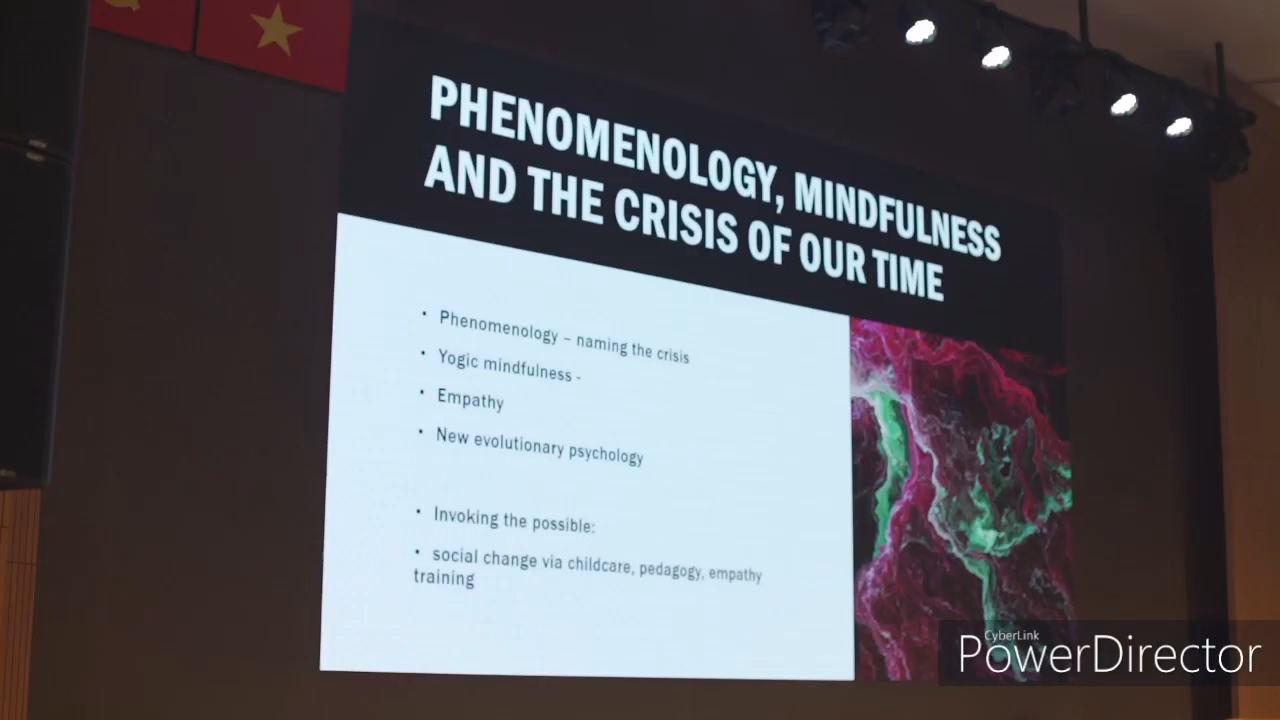 PHENOMENOLOGY, MINDFULNESS
AND THE CRISIS OF OUR TIME
• Phenomenology – naming the crisis
• Yogic mindfulness -
• Empathy
• New evolutionary psychology
• Invoking the possible:
• social change via childcare, pedagogy, empathy
training
CyberLink
PowerDirector